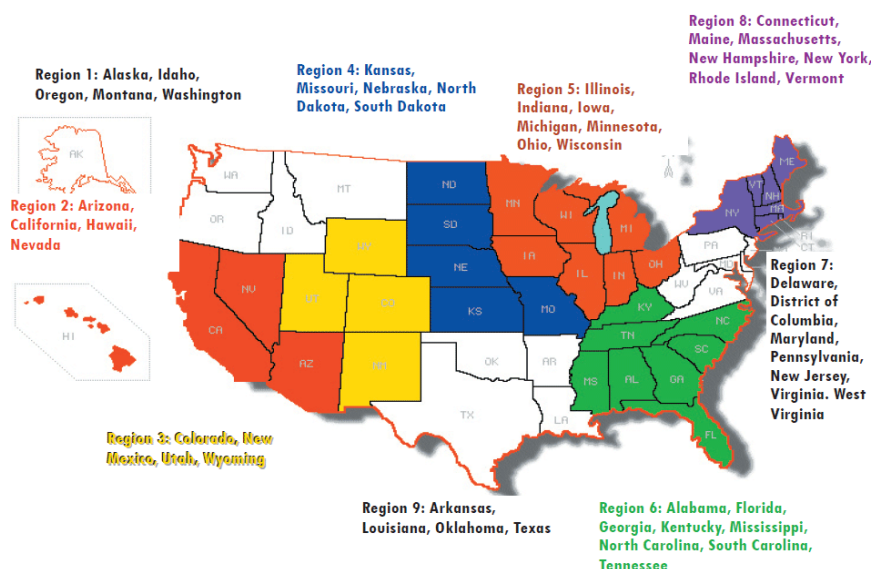 Region 8: Connecticut,
Maine, Massachusetts,
New Hampshire, New York,
Rhode Island, Vermont
Region 1: Alaska, Idaho,
Oregon, Montana, Washington
Region 4: Kansas,
Missouri, Nebraska, North
Dakota, South Dakota
Region 5: Illinois,
Indiana, Iowa,
Michigan, Minnesota,
Ohio, Wisconsin
AK
Region 2: Arizona,
California, Hawaii,
Nevada
HI
WA
OR
ID
MT
ND
SD
NE
KS
MN
WI
MI
IA
IL
IN
OH
MO
WY
UT
CO
NM
NV
CA
AZ
OK
TX
AR
LA
KY
TN
MS
AL
GA
NC
SC
FL
PA
WV
VA
MD
NY
VT
NH
ME
MA
RI
CT
Region 7:
Delaware,
District of
Columbia,
Maryland,
Pennsylvania,
New Jersey,
Virginia. West
Virginia
Region 3: Colorado, New
Mexico, Utah, Wyoming
Region 9: Arkansas,
Louisiana, Oklahoma, Texas
Region 6: Alabama, Florida,
Georgia, Kentucky, Mississippi,
North Carolina, South Carolina,
Tennessee